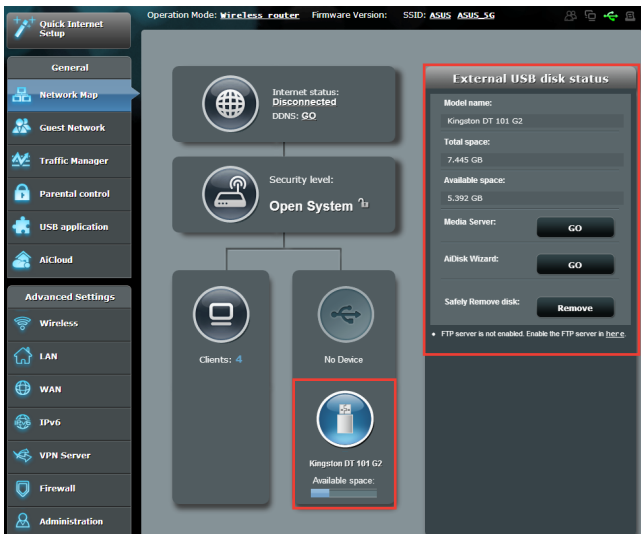 Quick Internet
Setup
Operation Mode: Wireless router Firmware Version: SSID: ASUS ASUS_5G
General
Network Map
Guest Network
Traffic Manager
Parental control
USB application
AiCloud
Advanced Settings
Wireless
LAN
WAN
IPv6
VPN Server
Firewall
Administration
Internet status:
Disconnected
DDNS: GO
Security level:
Open System
Clients: 4
No Device
Kingston DT 101 G2
Available space:
External USB disk status
Model name:
Kingston DT 101 G2
Total space:
7.445 GB
Available space:
5.392 GB
Media Server: GO
AiDisk Wizard: GO
Safely Remove disk: Remove
• FTP server is not enabled. Enable the FTP server in here.